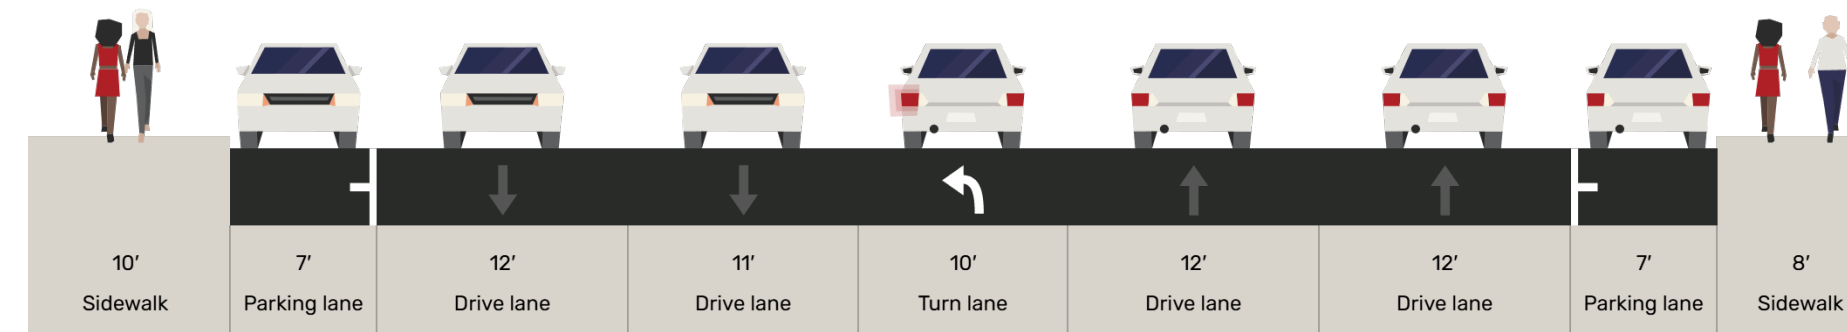 10′ 7′ 12′ 11′ 10′ 12′ 12′ 7′ 8′
Sidewalk Parking lane Drive lane Drive lane Turn lane Drive lane Drive lane Parking lane Sidewalk